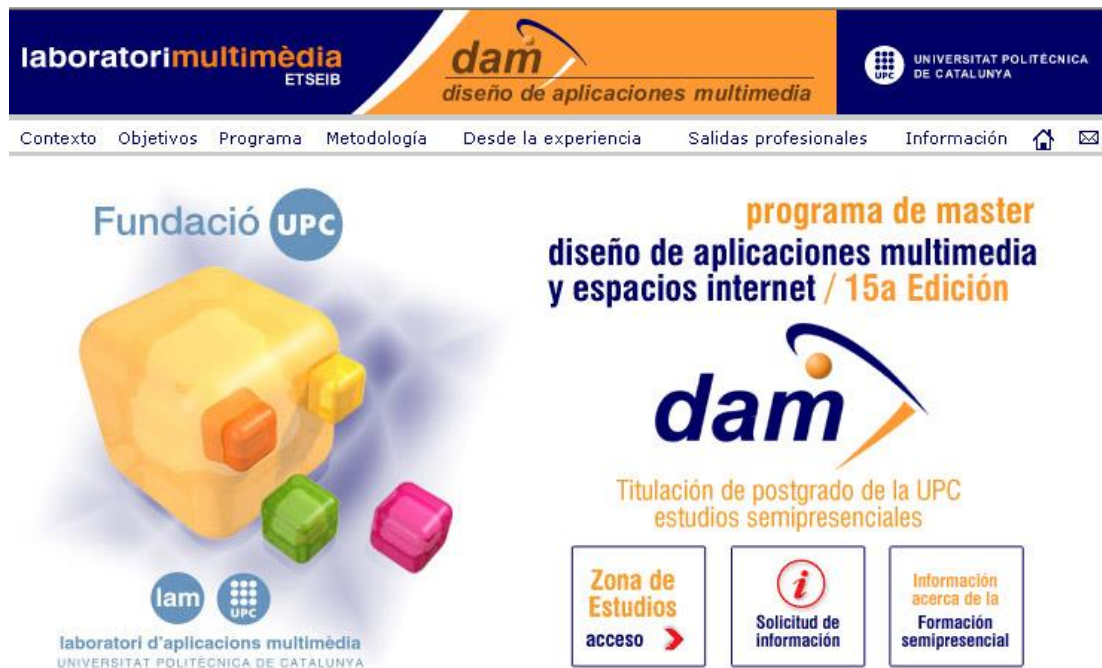 laboratorimultimèdia
ETSEIB
dam
diseño de aplicaciones multimedia
UPC
UNIVERSITAT POLITÈCNICA
DE CATALUNYA
Contexto Objetivos Programa Metodología Desde la experiencia Salidas profesionales Información
Fundació UPC
programa de master
diseño de aplicaciones multimedia
y espacios internet / 15a Edición
dam
Titulación de postgrado de la UPC
estudios semipresenciales
Zona de
Estudios
acceso
i
Solicitud de
información
Información
acerca de la
Formación
semipresencial
lam UPC
laboratori d'aplicacions multimèdia
UNIVERSITAT POLITÈCNICA DE CATALUNYA